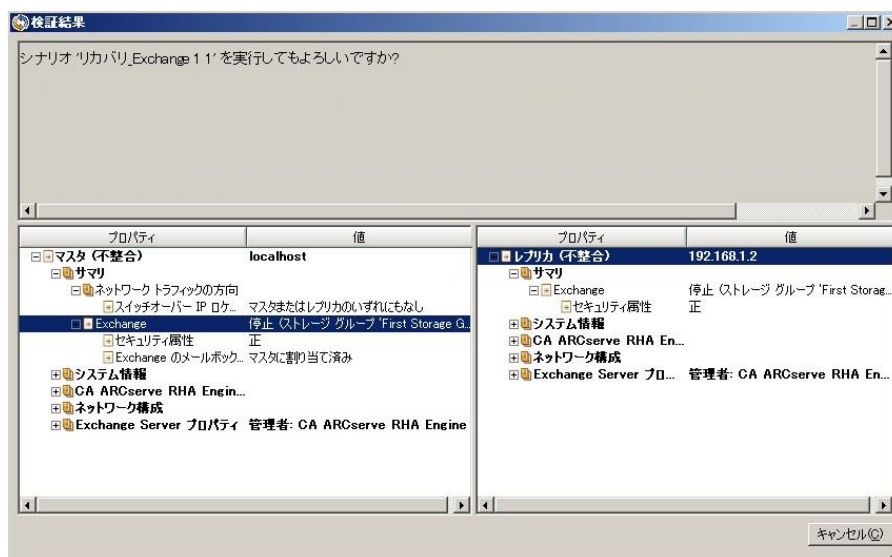 検証結果
シナリオ 'リカバリ_Exchange 1 1' を実行してもよろしいですか?
プロパティ 値
マスタ (不整合) localhost
サマリ
ネットワーク トラフィックの方向
スイッチオーバー IP ロケ... マスタまたはレプリカのいずれにもなし
Exchange 停止 (ストレージ グループ 'First Storage G...
セキュリティ属性 正
Exchange のメールボック... マスタに割り当て済み
システム情報
CA ARCserve RHA Engin...
ネットワーク構成
Exchange Server プロパティ 管理者: CA ARCserve RHA Engine
プロパティ 値
レプリカ (不整合) 192.168.1.2
サマリ
Exchange 停止 (ストレージ グループ 'First Storag...
セキュリティ属性 正
システム情報
CA ARCserve RHA En...
ネットワーク構成
Exchange Server プロ... 管理者: CA ARCserve RHA En...
キャンセル(C)